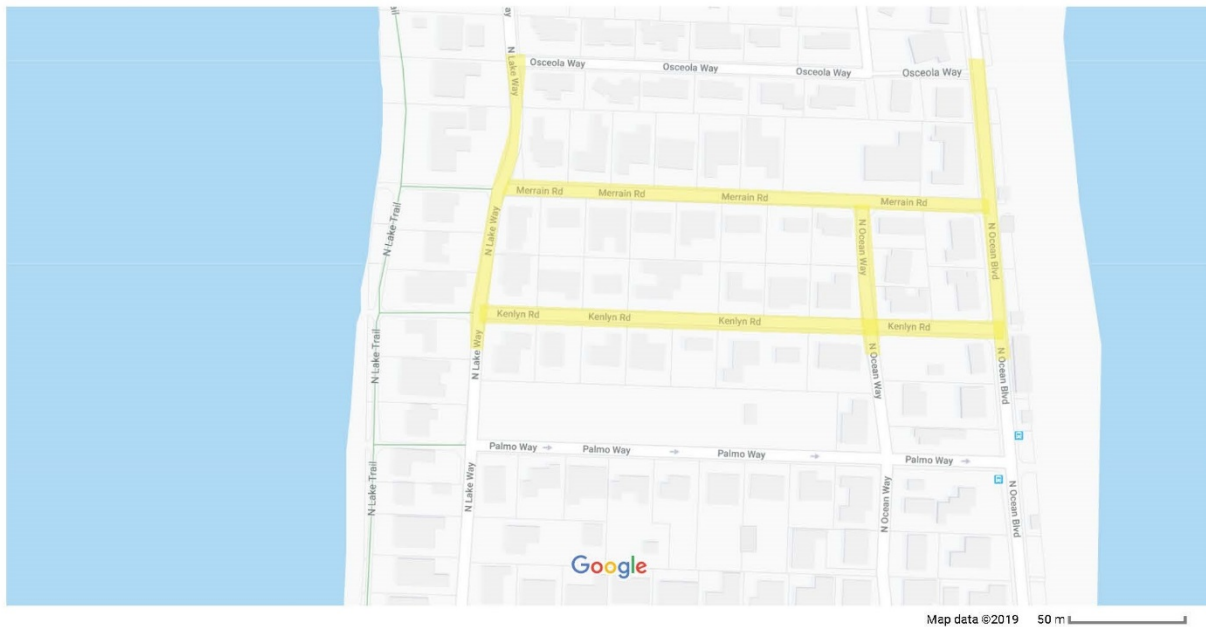 N Lake Way
Osceola Way
Osceola Way
Osceola Way
Osceola Way
N Lake Way
Merrain Rd
Merrain Rd
Merrain Rd
Merrain Rd
N Lake Trail
N Lake Way
N Ocean Way
N Ocean Blvd
Kenlyn Rd
Kenlyn Rd
Kenlyn Rd
Kenlyn Rd
N Lake Trail
N Lake Way
N Ocean Way
N Ocean Blvd
Palmo Way
Palmo Way
Palmo Way
Palmo Way
N Lake Trail
N Lake Way
N Ocean Way
N Ocean Blvd
Google
Map data ©2019 50 m